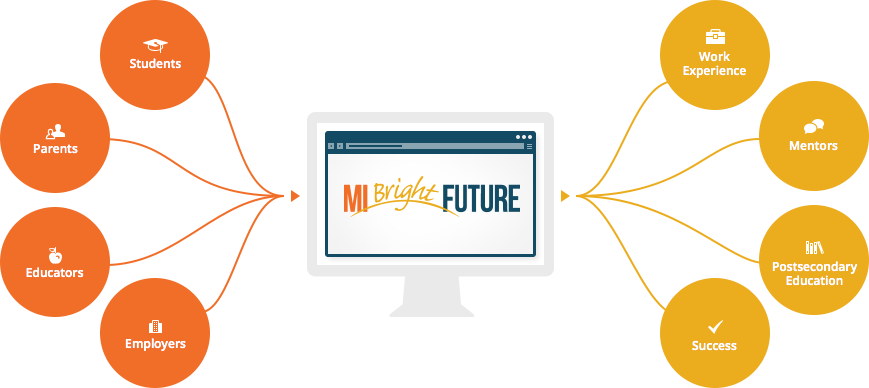 Students
Parents
Educators
Employers
MI Bright FUTURE
Work
Experience
Mentors
Postsecondary
Education
Success